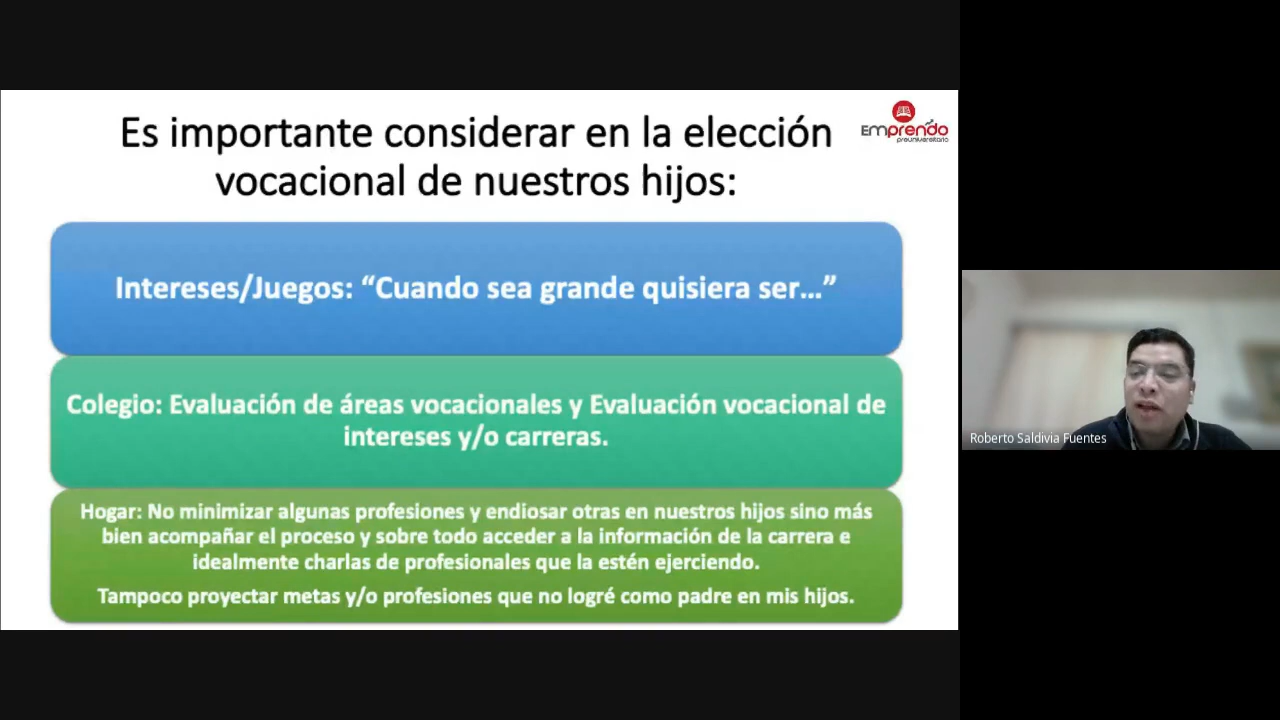 Es importante considerar en la elección
vocacional de nuestros hijos:
Emprendo
preuniversitario
Intereses/Juegos: “Cuando sea grande quisiera ser...”
Colegio: Evaluación de áreas vocacionales y Evaluación vocacional de
intereses y/o carreras.
Hogar: No minimizar algunas profesiones y endiosar otras en nuestros hijos sino más
bien acompañar el proceso y sobre todo acceder a la información de la carrera e
idealmente charlas de profesionales que la estén ejerciendo.
Tampoco proyectar metas y/o profesiones que no logré como padre en mis hijos.
Roberto Saldivia Fuentes